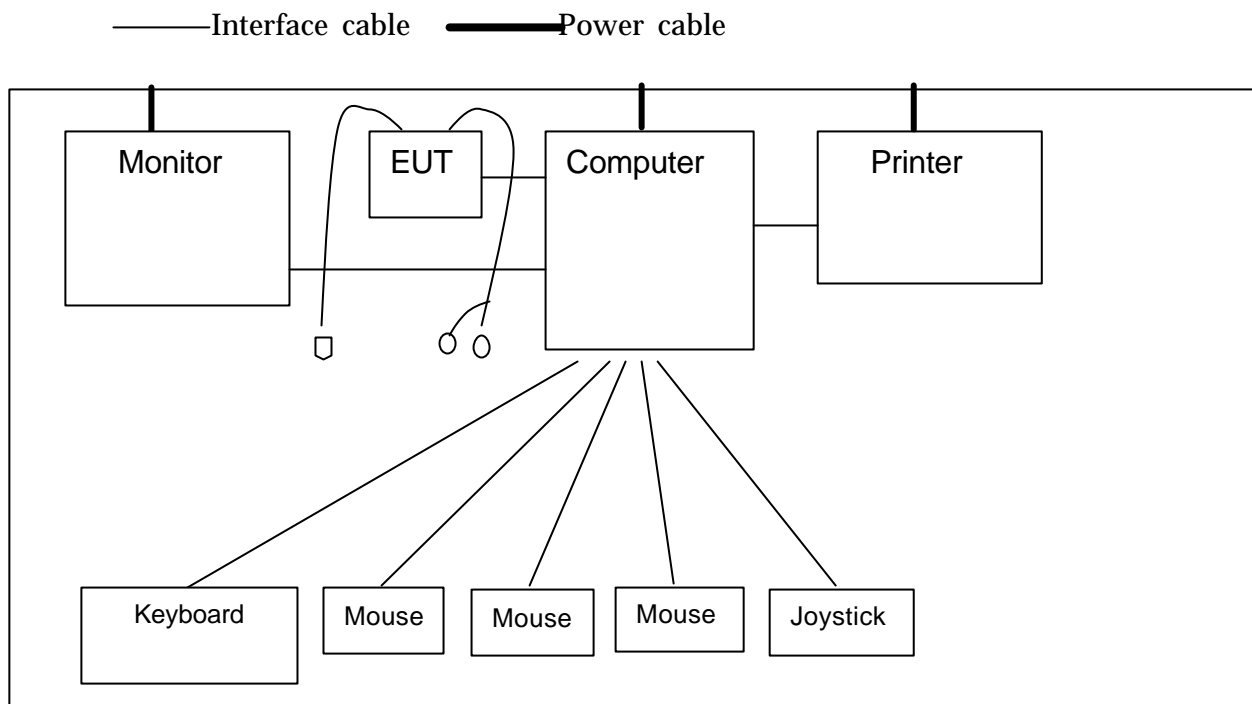 Interface cable Power cable
Monitor EUT Computer Printer
Keyboard Mouse Mouse Mouse Joystick